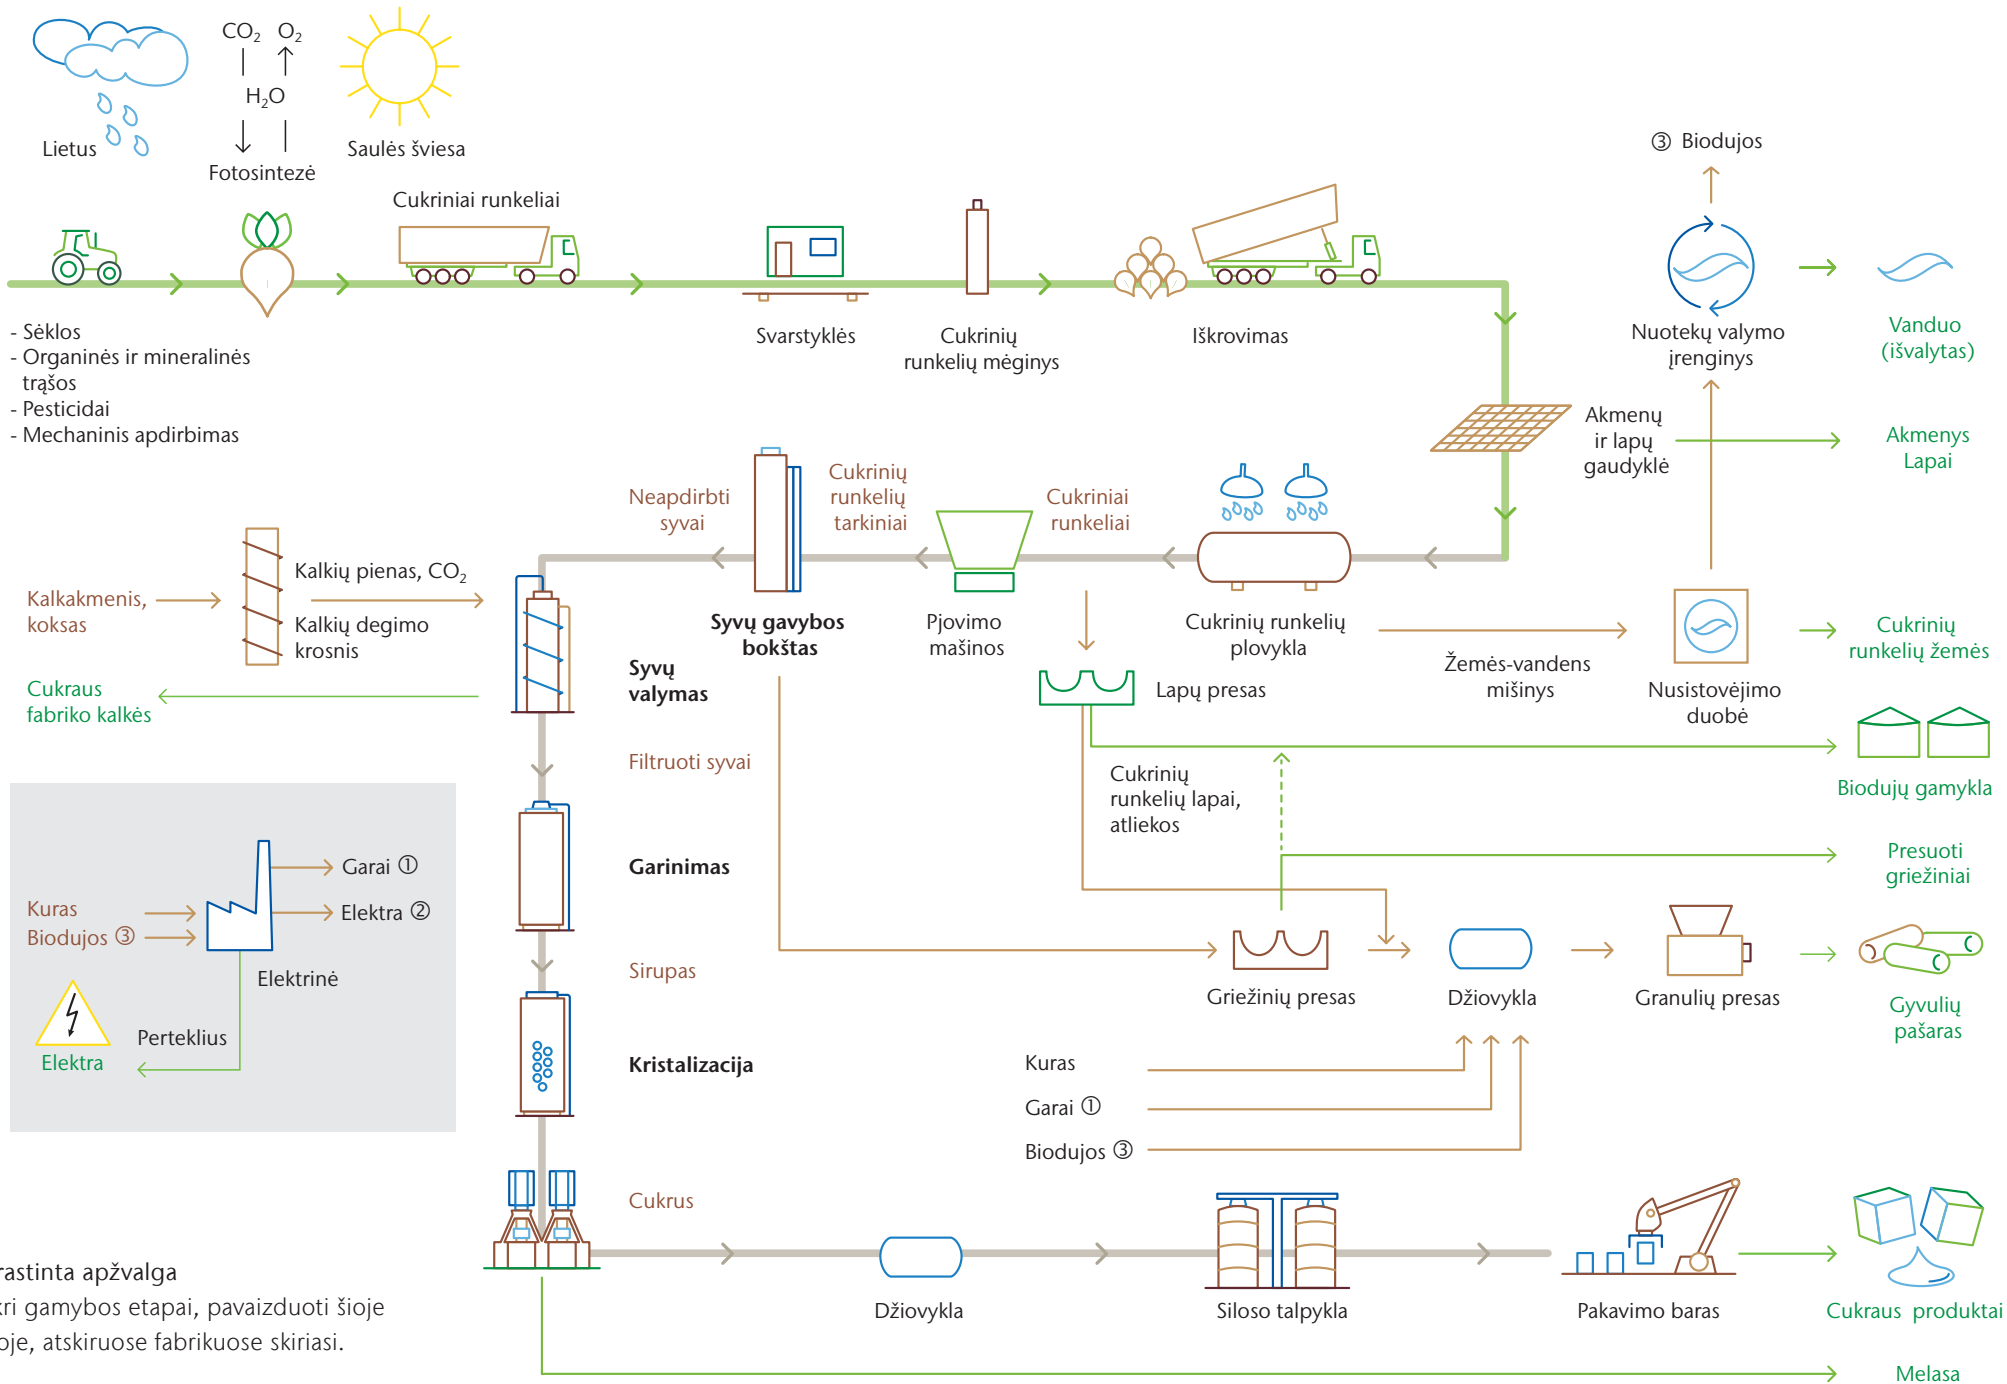 CO₂ O₂
H₂O
Lietus
Fotosintezė
Saulės šviesa
Cukriniai runkeliai
- Sėklos
- Organinės ir mineralinės
trąšos
- Pesticidai
- Mechaninis apdirbimas
Svarstyklės
Cukrinių
runkelių mėginys
Iškrovimas
③ Biodujos
Nuotekų valymo
įrenginys
Vanduo
(išvalytas)
Akmenų
ir lapų
gaudyklė
Akmenys
Lapai
Neapdirbti
syvai
Cukrinių
runkelių
tarkiniai
Cukriniai
runkeliai
Kalkakmenis,
koksas
Kalkių pienas, CO₂
Kalkių degimo
krosnis
Cukraus
fabriko kalkės
Syvų
valymas
Syvų gavybos
bokštas
Pjovimo
mašinos
Cukrinių runkelių
plovykla
Žemės-vandens
mišinys
Nusistovėjimo
duobė
Cukrinių
runkelių žemės
Lapų presas
Filtruoti syvai
Cukrinių
runkelių lapai,
atliekos
Biodujų gamykla
Garinimas
Presuoti
griežiniai
Kuras
Biodujos ③
Garai ①
Elektra ②
Elektrinė
Perteklius
Elektra
Sirupas
Griežinių presas
Džiovykla
Granulių presas
Gyvulių
pašaras
Kristalizacija
Kuras
Garai ①
Biodujos ③
Cukrus
Džiovykla
Siloso talpykla
Pakavimo baras
Cukraus produktai
Melasa
rastinta apžvalga
kri gamybos etapai, pavaizduoti šioje
oje, atskiruose fabrikuose skiriasi.